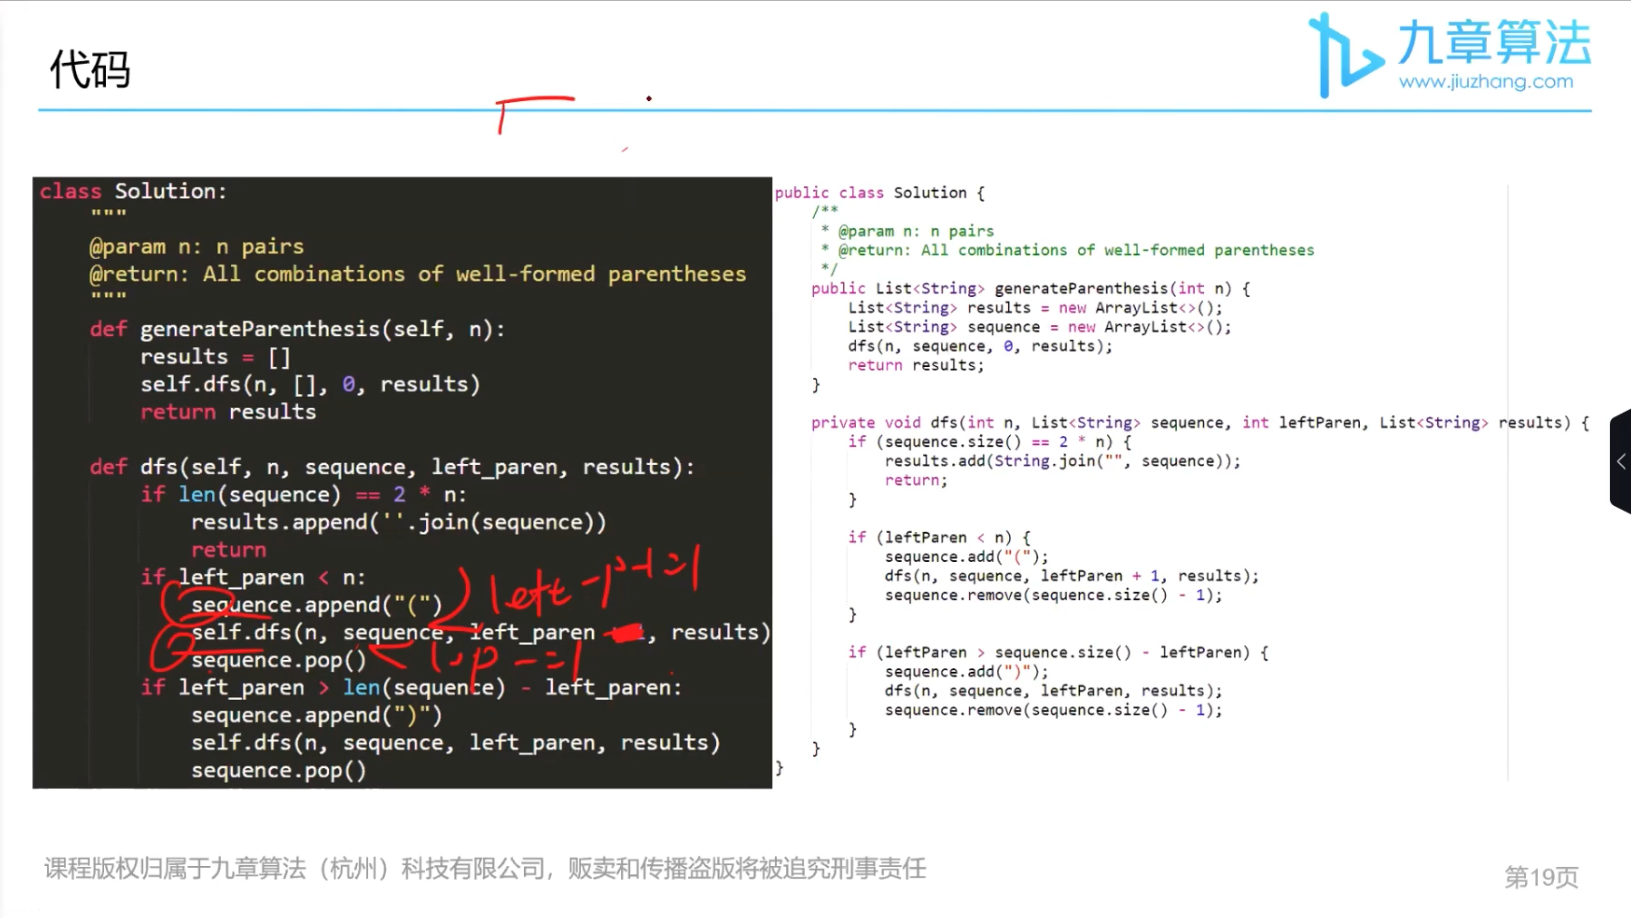 代码
九章算法
www.jiuzhang.com
class Solution:
    """
    @param n: n pairs
    @return: All combinations of well-formed parentheses
    """
    def generateParenthesis(self, n):
        results = []
        self.dfs(n, [], 0, results)
        return results
    def dfs(self, n, sequence, left_paren, results):
        if len(sequence) == 2 * n:
            results.append(''.join(sequence))
            return
        if left_paren < n:
            sequence.append("(")
            self.dfs(n, sequence, left_paren , results)
            sequence.pop()
        if left_paren > len(sequence) - left_paren:
            sequence.append(")")
            self.dfs(n, sequence, left_paren, results)
            sequence.pop()
left-p+=1
l.p-=1
public class Solution {
    /**
     * @param n: n pairs
     * @return: All combinations of well-formed parentheses
     */
    public List<String> generateParenthesis(int n) {
        List<String> results = new ArrayList<>();
        List<String> sequence = new ArrayList<>();
        dfs(n, sequence, 0, results);
        return results;
    }
    private void dfs(int n, List<String> sequence, int leftParen, List<String> results) {
        if (sequence.size() == 2 * n) {
            results.add(String.join("", sequence));
            return;
        }
        if (leftParen < n) {
            sequence.add("(");
            dfs(n, sequence, leftParen + 1, results);
            sequence.remove(sequence.size() - 1);
        }
        if (leftParen > sequence.size() - leftParen) {
            sequence.add(")");
            dfs(n, sequence, leftParen, results);
            sequence.remove(sequence.size() - 1);
        }
    }
}
课程版权归属于九章算法（杭州）科技有限公司，贩卖和传播盗版将被追究刑事责任
第19页